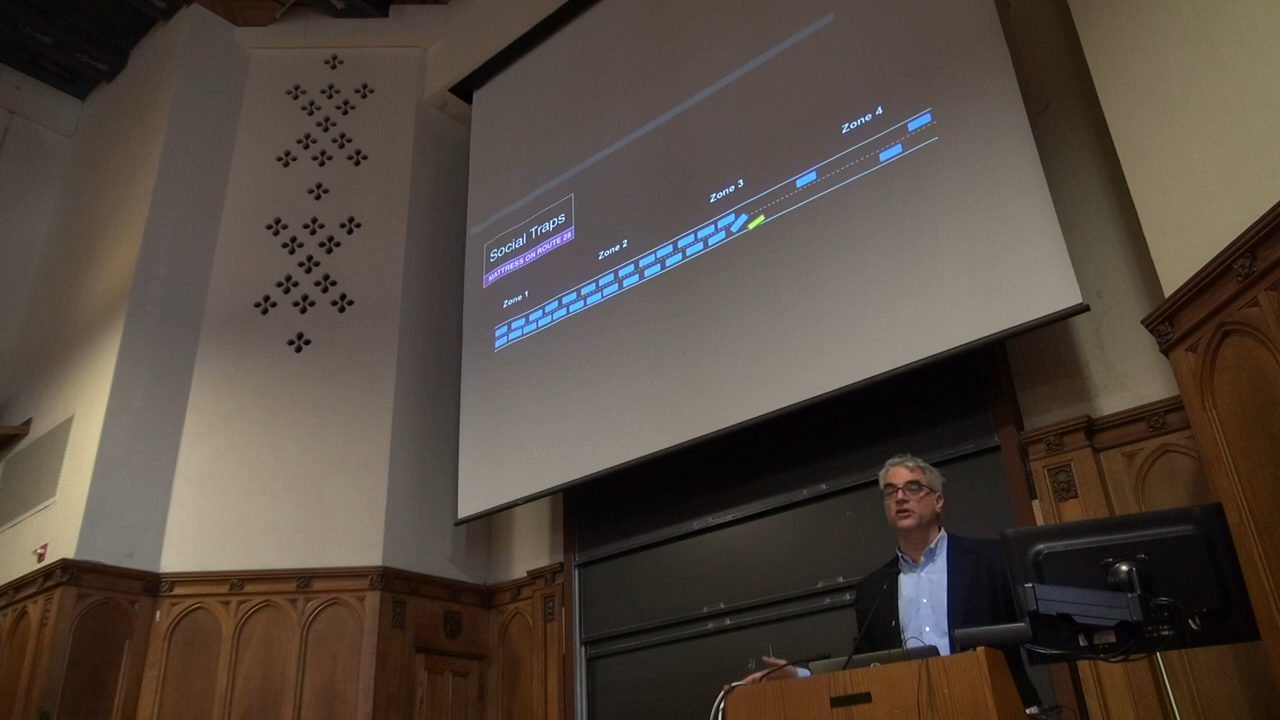 Social Traps
MATTRESS ON ROUTE 28
Zone 1
Zone 2
Zone 3
Zone 4